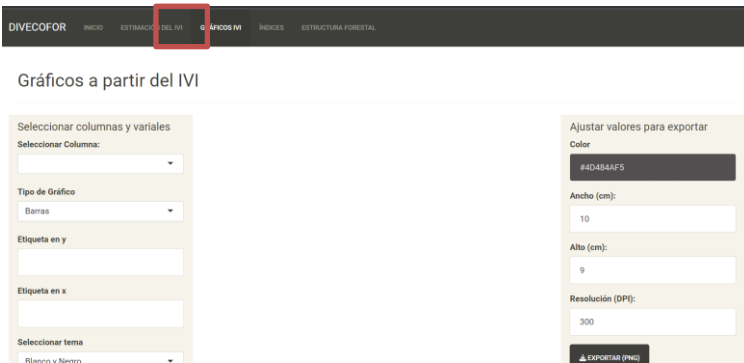 DIVECOFOR INICIO ESTIMACIÓN DEL IVI GRÁFICOS IVI ÍNDICES ESTRUCTURA FORESTAL
Gráficos a partir del IVI
Seleccionar columnas y variales
Seleccionar Columna:
Tipo de Gráfico
Barras
Etiqueta en y
Etiqueta en x
Seleccionar tema
Blanco y Negro
Ajustar valores para exportar
Color
#4D484AF5
Ancho (cm):
10
Alto (cm):
9
Resolución (DPI):
300
EXPORTAR (PNG)